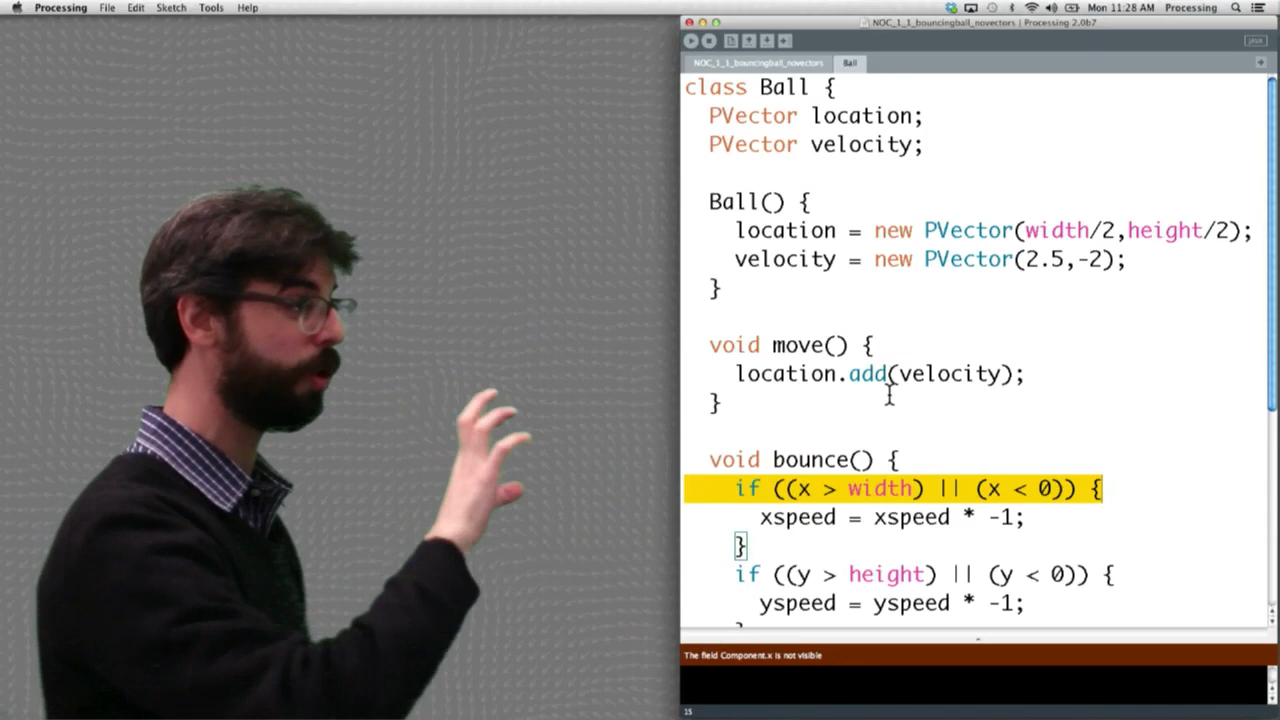 Processing File Edit Sketch Tools Help Mon 11:28 AM Processing
NOC_1_1_bouncingball_novectors | Processing 2.0b7
java
NOC_1_1_bouncingball_novectors Ball
class Ball {
PVector location;
PVector velocity;
Ball() {
location = new PVector(width/2,height/2);
velocity = new PVector(2.5,-2);
}
void move() {
location.add(velocity);
}
void bounce() {
if ((x > width) || (x < 0)) {
xspeed = xspeed * -1;
}
if ((y > height) || (y < 0)) {
yspeed = yspeed * -1;
The field Component.x is not visible
15